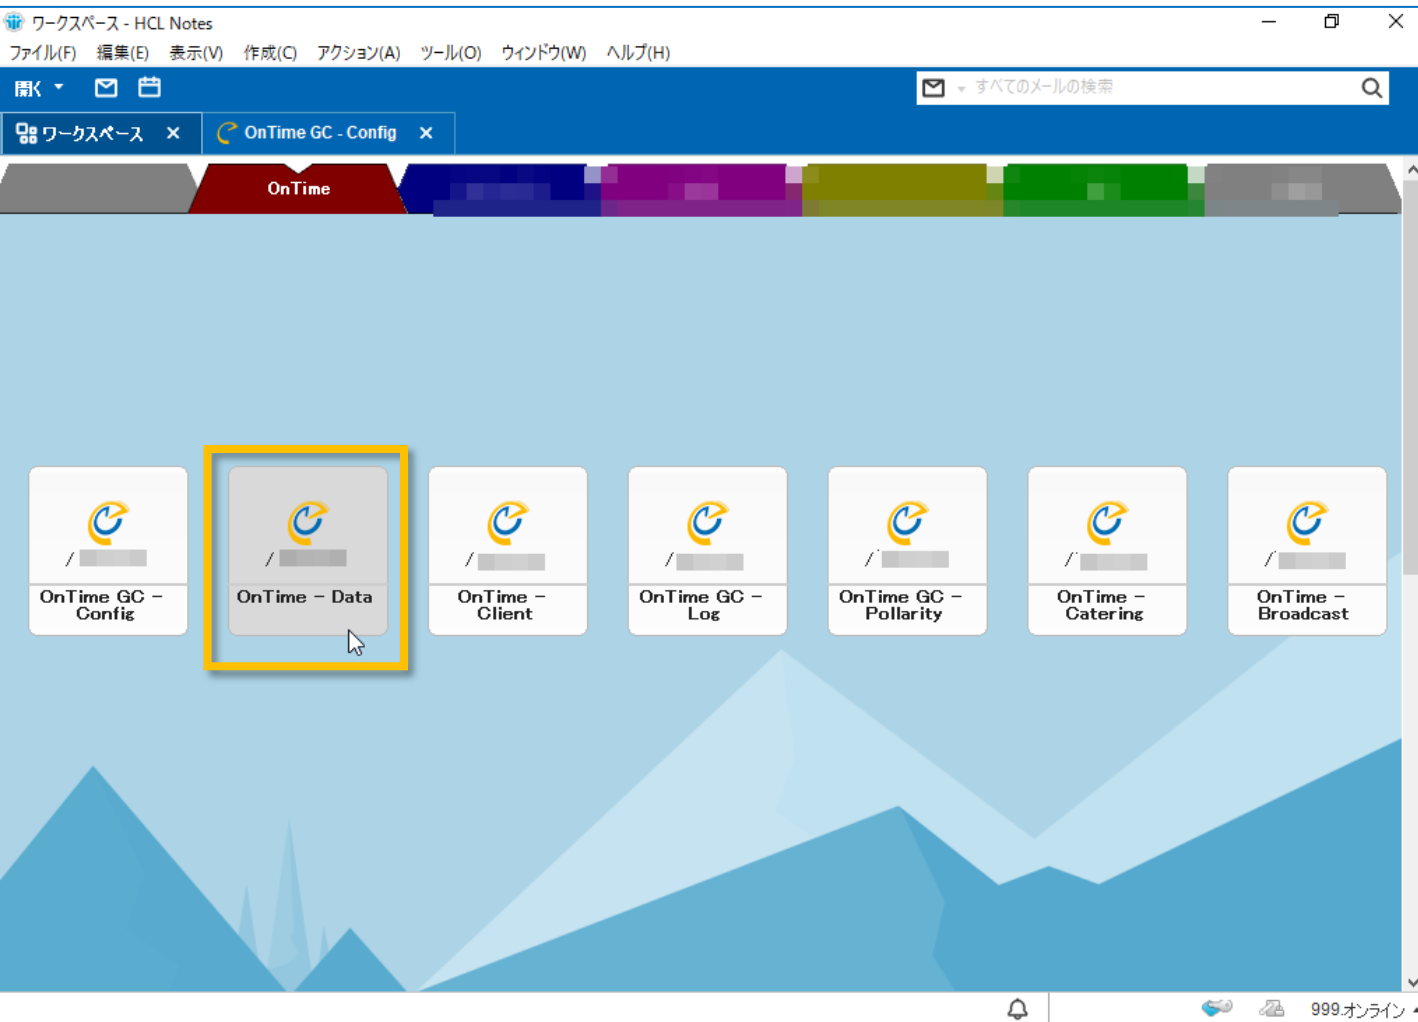 ワークスペース - HCL Notes
ファイル(F) 編集(E) 表示(V) 作成(C) アクション(A) ツール(O) ウィンドウ(W) ヘルプ(H)
開く すべてのメールの検索
ワークスペース OnTime GC - Config
OnTime
/
/
/
/
/
/
/
OnTime GC -
Config
OnTime - Data
OnTime -
Client
OnTime GC -
Log
OnTime GC -
Pollarity
OnTime -
Catering
OnTime -
Broadcast
999.オンライン